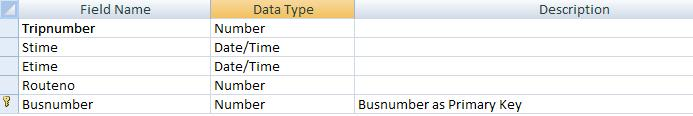 Field Name Data Type Description
Tripnumber Number
Stime Date/Time
Etime Date/Time
Routeno Number
Busnumber Number Busnumber as Primary Key